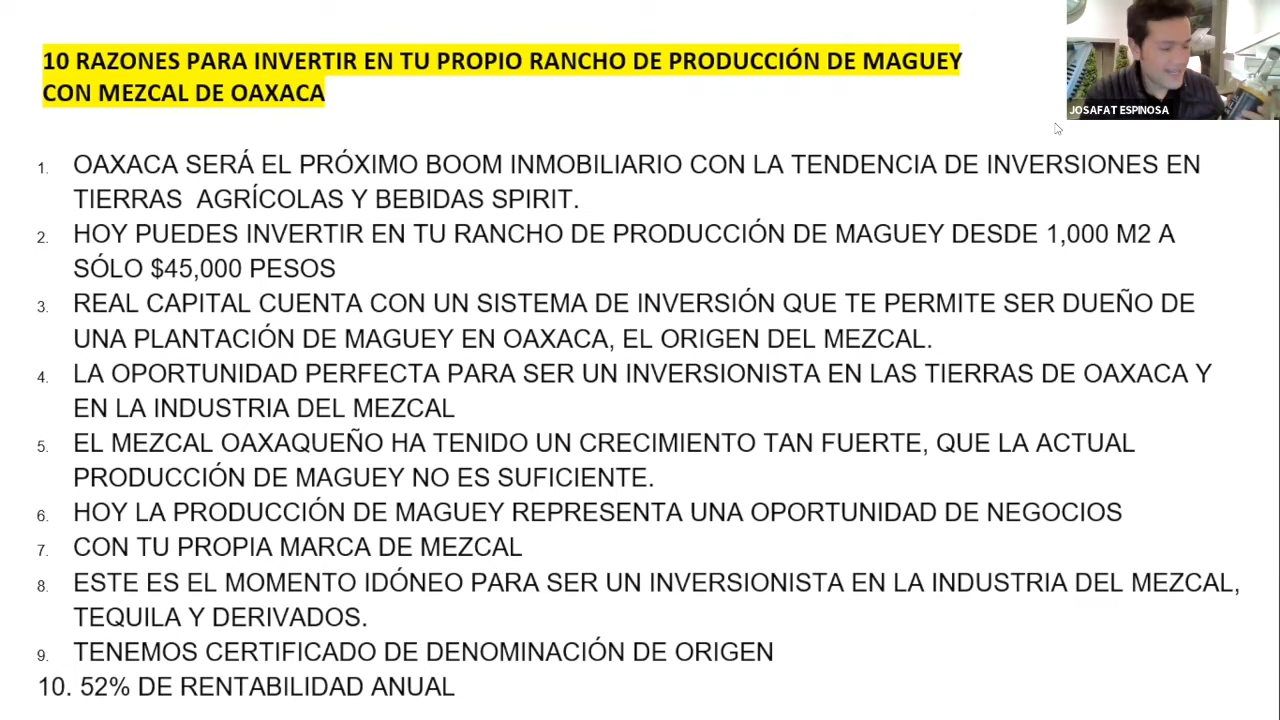 10 RAZONES PARA INVERTIR EN TU PROPIO RANCHO DE PRODUCCIÓN DE MAGUEY
CON MEZCAL DE OAXACA
JOSAFAT ESPINOSA
1. OAXACA SERÁ EL PRÓXIMO BOOM INMOBILIARIO CON LA TENDENCIA DE INVERSIONES EN
TIERRAS AGRÍCOLAS Y BEBIDAS SPIRIT.
2. HOY PUEDES INVERTIR EN TU RANCHO DE PRODUCCIÓN DE MAGUEY DESDE 1,000 M2 A
SÓLO $45,000 PESOS
3. REAL CAPITAL CUENTA CON UN SISTEMA DE INVERSIÓN QUE TE PERMITE SER DUEÑO DE
UNA PLANTACIÓN DE MAGUEY EN OAXACA, EL ORIGEN DEL MEZCAL.
4. LA OPORTUNIDAD PERFECTA PARA SER UN INVERSIONISTA EN LAS TIERRAS DE OAXACA Y
EN LA INDUSTRIA DEL MEZCAL
5. EL MEZCAL OAXAQUEÑO HA TENIDO UN CRECIMIENTO TAN FUERTE, QUE LA ACTUAL
PRODUCCIÓN DE MAGUEY NO ES SUFICIENTE.
6. HOY LA PRODUCCIÓN DE MAGUEY REPRESENTA UNA OPORTUNIDAD DE NEGOCIOS
7. CON TU PROPIA MARCA DE MEZCAL
8. ESTE ES EL MOMENTO IDÓNEO PARA SER UN INVERSIONISTA EN LA INDUSTRIA DEL MEZCAL,
TEQUILA Y DERIVADOS.
9. TENEMOS CERTIFICADO DE DENOMINACIÓN DE ORIGEN
10. 52% DE RENTABILIDAD ANUAL